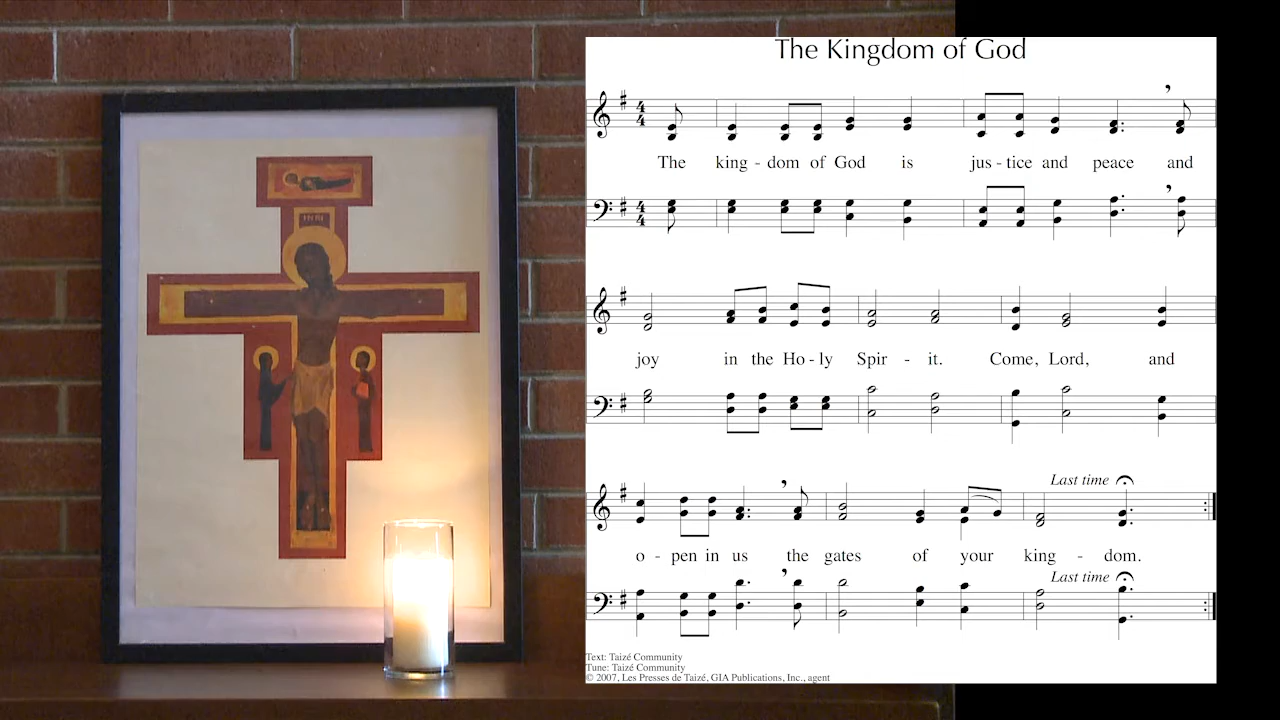 The Kingdom of God
The king - dom of God is jus - tice and peace and
joy in the Ho - ly Spir - it. Come, Lord, and
Last time
o - pen in us the gates of your king - dom.
Last time
Text: Taizé Community
Tune: Taizé Community
© 2007, Les Presses de Taizé, GIA Publications, Inc., agent